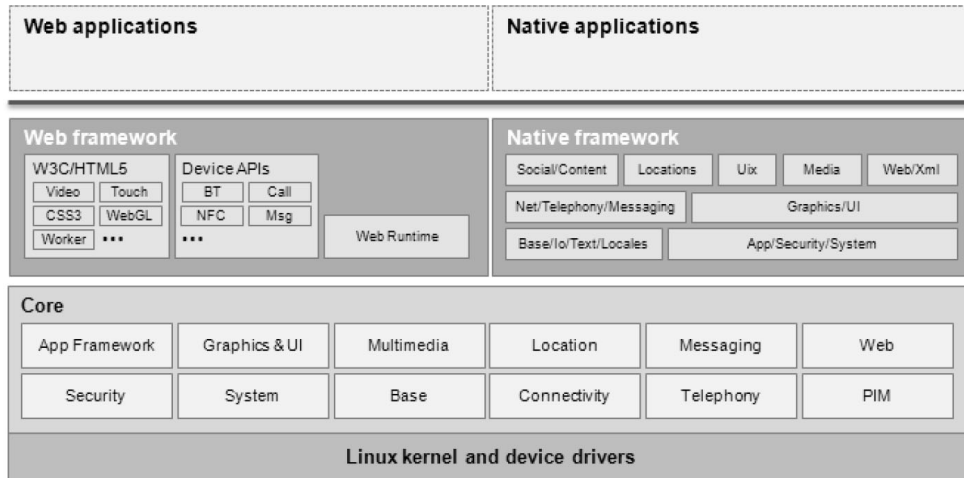 Web applications
Native applications
Web framework
W3C/HTML5
Video
Touch
CSS3
WebGL
Worker
•••
Device APIs
BT
Call
NFC
Msg
•••
Web Runtime
Native framework
Social/Content
Locations
Uix
Media
Web/Xml
Net/Telephony/Messaging
Graphics/UI
Base/Io/Text/Locales
App/Security/System
Core
App Framework
Graphics & UI
Multimedia
Location
Messaging
Web
Security
System
Base
Connectivity
Telephony
PIM
Linux kernel and device drivers